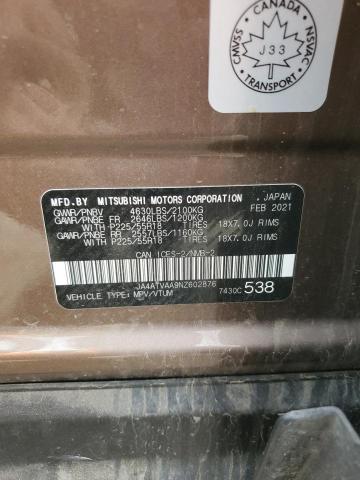 CANADA
CMVSS
NSVAC
J33
TRANSPORT
MFD.BY MITSUBISHI MOTORS CORPORATION , JAPAN
GVWR/PNBV 4630LBS/2100KG FEB 2021
GAWR/PNBE FR 2646LBS/1200KG
WITH P225/55R18 TIRES 18X7.0J RIMS
GAWR/PNBE RR 2557LBS/1160KG
WITH P225/55R18 TIRES 18X7.0J RIMS
CAN ICES-2/NMB-2
JA4ATVAA9NZ602876
VEHICLE TYPE: MPV/VTUM 7430C 538